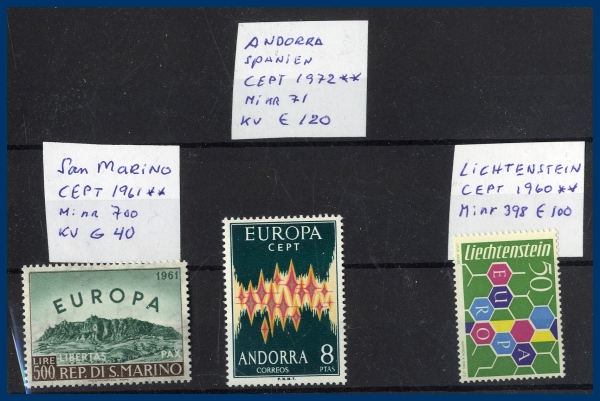 ANDORRA
SPANIEN
CEPT 1972**
Mi nr 71
KV € 120
San MARINO
CEPT 1961**
Mi nr 700
KV € 40
LiCHTENSTEIN
CEPT 1960**
Mi nr 398 € 100
1961
EUROPA
LIBERTAS PAX
LIRE
500 REP. DI S. MARINO
EUROPA
CEPT
ANDORRA
CORREOS
8
PTAS
F.N.M.T.
Liechtenstein
50
EUROPA